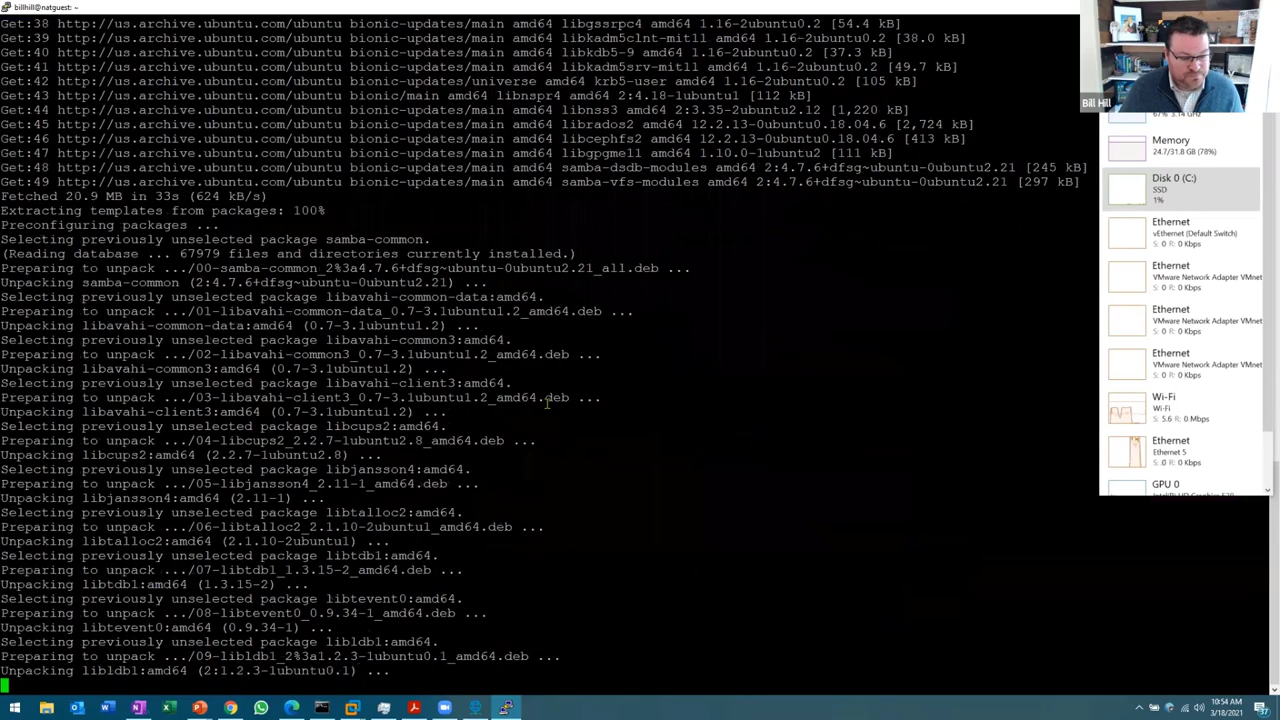 billhill@natguest: ~
Get:38 http://us.archive.ubuntu.com/ubuntu bionic-updates/main amd64 libgssrpc4 amd64 1.16-2ubuntu0.2 [54.4 kB]
Get:39 http://us.archive.ubuntu.com/ubuntu bionic-updates/main amd64 libkadm5clnt-mit11 amd64 1.16-2ubuntu0.2 [38.0 kB]
Get:40 http://us.archive.ubuntu.com/ubuntu bionic-updates/main amd64 libkdb5-9 amd64 1.16-2ubuntu0.2 [37.3 kB]
Get:41 http://us.archive.ubuntu.com/ubuntu bionic-updates/main amd64 libkadm5srv-mit11 amd64 1.16-2ubuntu0.2 [49.7 kB]
Get:42 http://us.archive.ubuntu.com/ubuntu bionic-updates/universe amd64 krb5-user amd64 1.16-2ubuntu0.2 [105 kB]
Get:43 http://us.archive.ubuntu.com/ubuntu bionic/main amd64 libnspr4 amd64 2:4.18-1ubuntu1 [112 kB]
Get:44 http://us.archive.ubuntu.com/ubuntu bionic-updates/main amd64 libnss3 amd64 2:3.35-2ubuntu2.12 [1,220 kB]
Get:45 http://us.archive.ubuntu.com/ubuntu bionic-updates/main amd64 librados2 amd64 12.2.13-0ubuntu0.18.04.6 [2,724 kB]
Get:46 http://us.archive.ubuntu.com/ubuntu bionic-updates/main amd64 libcephfs2 amd64 12.2.13-0ubuntu0.18.04.6 [413 kB]
Get:47 http://us.archive.ubuntu.com/ubuntu bionic-updates/main amd64 libgpgme11 amd64 1.10.0-1ubuntu2 [111 kB]
Get:48 http://us.archive.ubuntu.com/ubuntu bionic-updates/main amd64 samba-dsdb-modules amd64 2:4.7.6+dfsg~ubuntu-0ubuntu2.21 [245 kB]
Get:49 http://us.archive.ubuntu.com/ubuntu bionic-updates/main amd64 samba-vfs-modules amd64 2:4.7.6+dfsg~ubuntu-0ubuntu2.21 [297 kB]
Fetched 20.9 MB in 33s (624 kB/s)
Extracting templates from packages: 100%
Preconfiguring packages ...
Selecting previously unselected package samba-common.
(Reading database ... 67979 files and directories currently installed.)
Preparing to unpack .../00-samba-common_2%3a4.7.6+dfsg~ubuntu-0ubuntu2.21_all.deb ...
Unpacking samba-common (2:4.7.6+dfsg~ubuntu-0ubuntu2.21) ...
Selecting previously unselected package libavahi-common-data:amd64.
Preparing to unpack .../01-libavahi-common-data_0.7-3.1ubuntu1.2_amd64.deb ...
Unpacking libavahi-common-data:amd64 (0.7-3.1ubuntu1.2) ...
Selecting previously unselected package libavahi-common3:amd64.
Preparing to unpack .../02-libavahi-common3_0.7-3.1ubuntu1.2_amd64.deb ...
Unpacking libavahi-common3:amd64 (0.7-3.1ubuntu1.2) ...
Selecting previously unselected package libavahi-client3:amd64.
Preparing to unpack .../03-libavahi-client3_0.7-3.1ubuntu1.2_amd64.deb ...
Unpacking libavahi-client3:amd64 (0.7-3.1ubuntu1.2) ...
Selecting previously unselected package libcups2:amd64.
Preparing to unpack .../04-libcups2_2.2.7-1ubuntu2.8_amd64.deb ...
Unpacking libcups2:amd64 (2.2.7-1ubuntu2.8) ...
Selecting previously unselected package libjansson4:amd64.
Preparing to unpack .../05-libjansson4_2.11-1_amd64.deb ...
Unpacking libjansson4:amd64 (2.11-1) ...
Selecting previously unselected package libtalloc2:amd64.
Preparing to unpack .../06-libtalloc2_2.1.10-2ubuntu1_amd64.deb ...
Unpacking libtalloc2:amd64 (2.1.10-2ubuntu1) ...
Selecting previously unselected package libtdb1:amd64.
Preparing to unpack .../07-libtdb1_1.3.15-2_amd64.deb ...
Unpacking libtdb1:amd64 (1.3.15-2) ...
Selecting previously unselected package libtevent0:amd64.
Preparing to unpack .../08-libtevent0_0.9.34-1_amd64.deb ...
Unpacking libtevent0:amd64 (0.9.34-1) ...
Selecting previously unselected package libldb1:amd64.
Preparing to unpack .../09-libldb1_2%3a1.2.3-1ubuntu0.1_amd64.deb ...
Unpacking libldb1:amd64 (2:1.2.3-1ubuntu0.1) ...
Bill Hill
67% 3.14 GHz
Memory
24.7/31.8 GB (78%)
Disk 0 (C:)
SSD
1%
Ethernet
vEthernet (Default Switch)
S: 0 R: 0 Kbps
Ethernet
VMware Network Adapter VMnet
S: 0 R: 0 Kbps
Ethernet
VMware Network Adapter VMnet
S: 0 R: 0 Kbps
Ethernet
VMware Network Adapter VMnet
S: 0 R: 0 Kbps
Wi-Fi
Wi-Fi
S: 5.6 R: 0 Mbps
Ethernet
Ethernet 5
S: 0 R: 0 Kbps
GPU 0
10:54 AM
3/18/2021
37